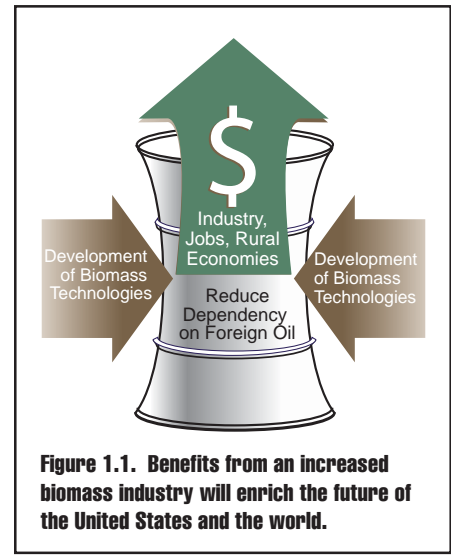 $
Industry,
Jobs, Rural
Economies
Development
of Biomass
Technologies
Development
of Biomass
Technologies
Reduce
Dependency
on Foreign Oil
Figure 1.1. Benefits from an increased
biomass industry will enrich the future of
the United States and the world.